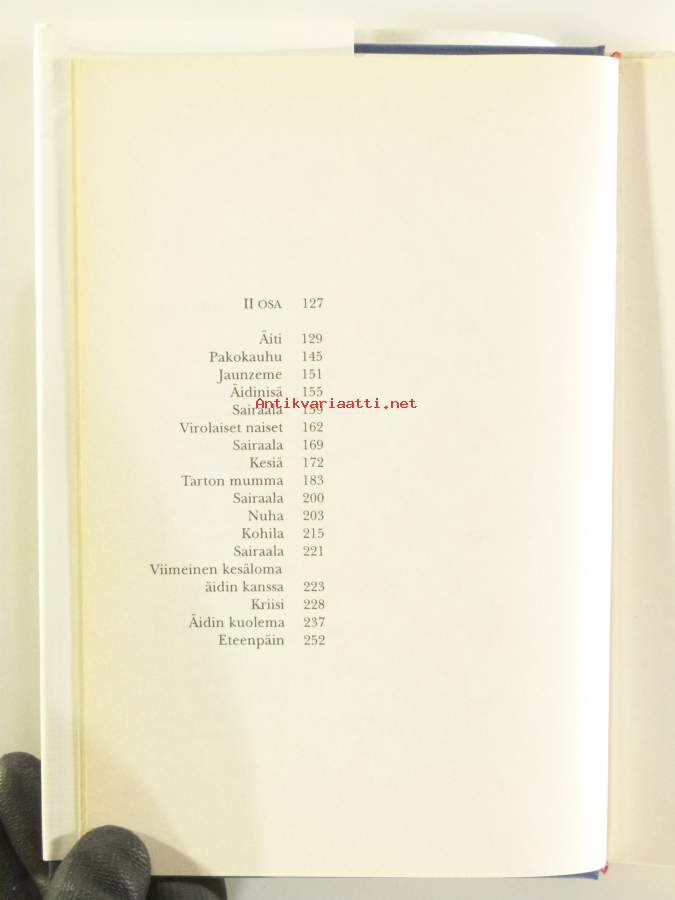 II OSA 127
Äiti 129
Pakokauhu 145
Jaunzeme 151
Äidinisä 155
Antikvariaatti.net
Sairaala 159
Virolaiset naiset 162
Sairaala 169
Kesiä 172
Tarton mumma 183
Sairaala 200
Nuha 203
Kohila 215
Sairaala 221
Viimeinen kesäloma
äidin kanssa 223
Kriisi 228
Äidin kuolema 237
Eteenpäin 252